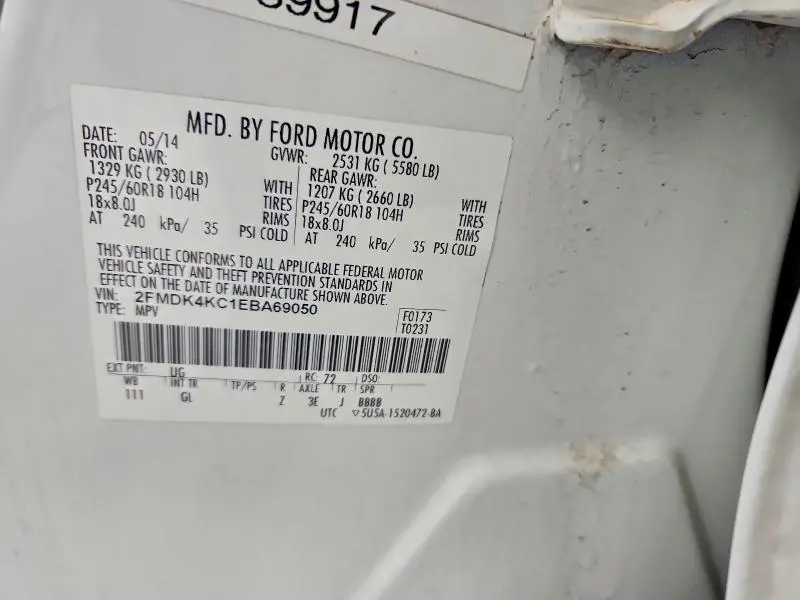 39917
MFD. BY FORD MOTOR CO.
DATE: 05/14 GVWR: 2531 KG ( 5580 LB)
FRONT GAWR: REAR GAWR:
1329 KG ( 2930 LB) WITH 1207 KG ( 2660 LB) WITH
P245/60R18 104H TIRES P245/60R18 104H TIRES
18x8.0J RIMS 18x8.0J RIMS
AT 240 kPa/ 35 PSI COLD AT 240 kPa/ 35 PSI COLD
THIS VEHICLE CONFORMS TO ALL APPLICABLE FEDERAL MOTOR
VEHICLE SAFETY AND THEFT PREVENTION STANDARDS IN
EFFECT ON THE DATE OF MANUFACTURE SHOWN ABOVE.
VIN: 2FMDK4KC1EBA69050
TYPE: MPV
F0173
T0231
EXT PNT: UG RC: 72 DSO:
WB INT TR TP/PS R AXLE TR SPR
111 GL Z 3E J BBBB
UTC ▽5U5A-1520472-BA